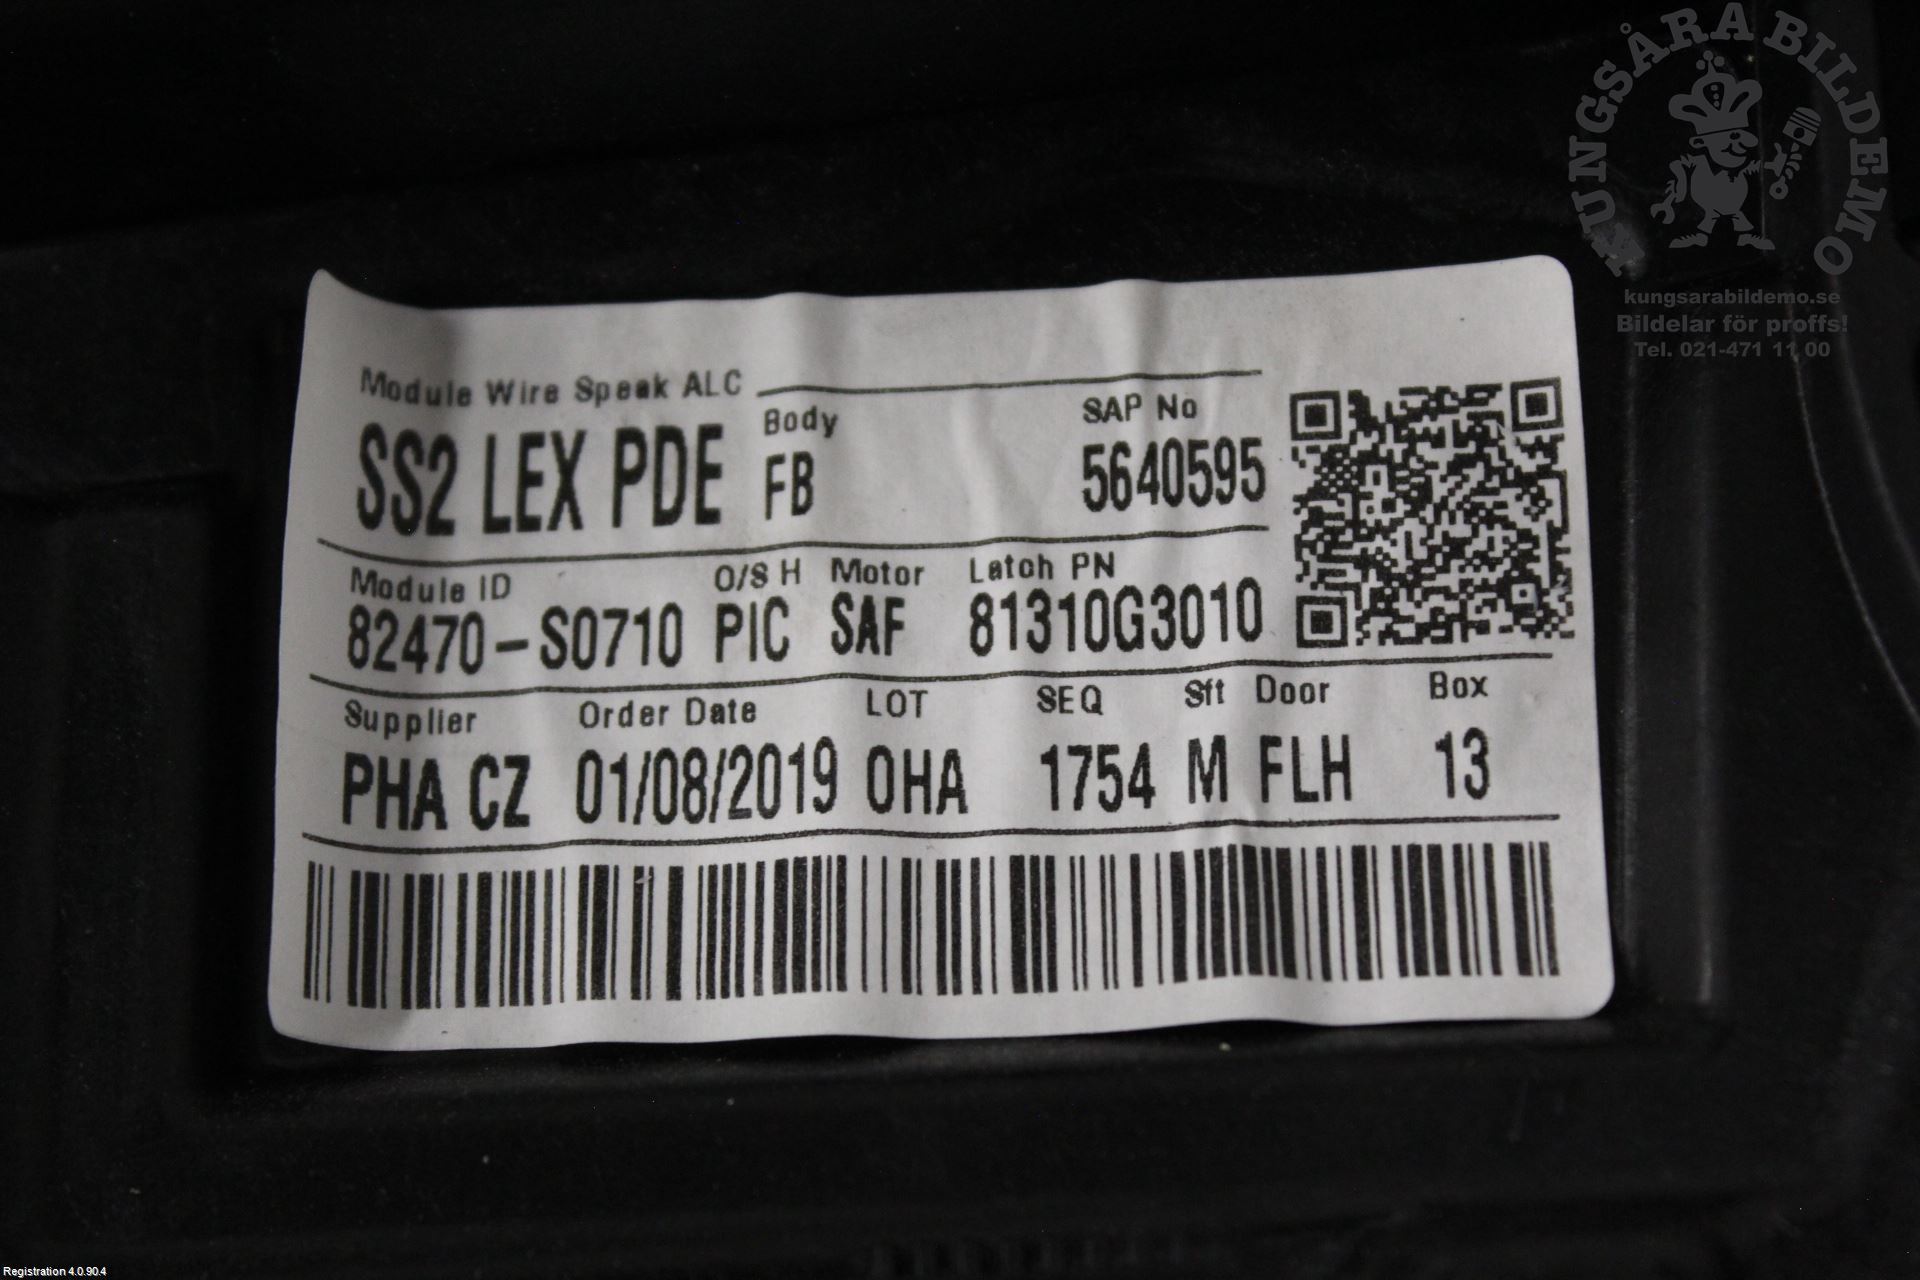 KUNGSÅRA BILDEMO
kungsarabildemo.se
Bildelar för proffs!
Tel. 021-471 11 00
Module Wire Speak ALC
Body
SAP No
SS2 LEX PDE FB 5640595
Module ID O/S H Motor Latch PN
82470-S0710 PIC SAF 81310G3010
Supplier Order Date LOT SEQ Sft Door Box
PHA CZ 01/08/2019 OHA 1754 M FLH 13
Registration 4.0.90.4